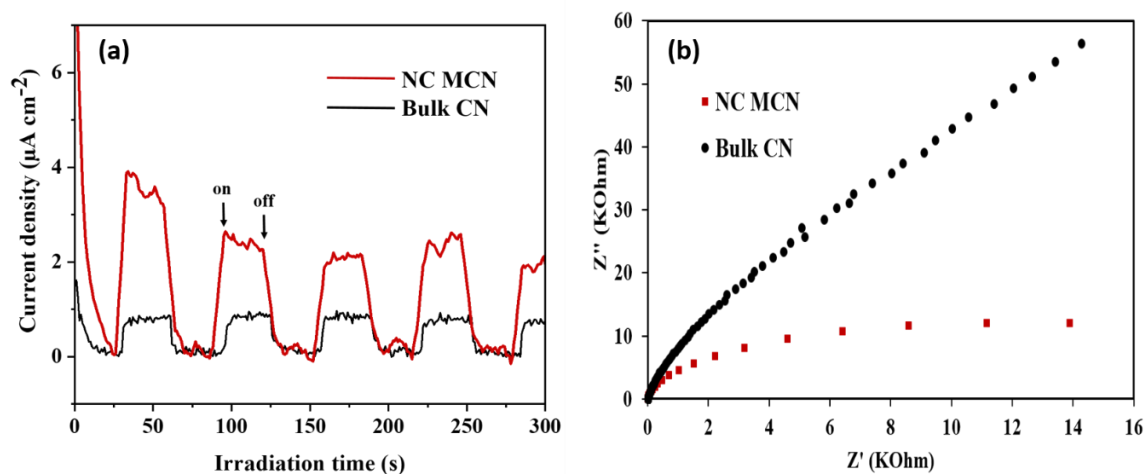 (a)
NC MCN
Bulk CN
on
off
Current density (µA cm⁻²)
6
4
2
0
0
50
100
150
200
250
300
Irradiation time (s)
(b)
NC MCN
Bulk CN
Z'' (KOhm)
60
50
40
30
20
10
0
0
2
4
6
8
10
12
14
16
Z' (KOhm)